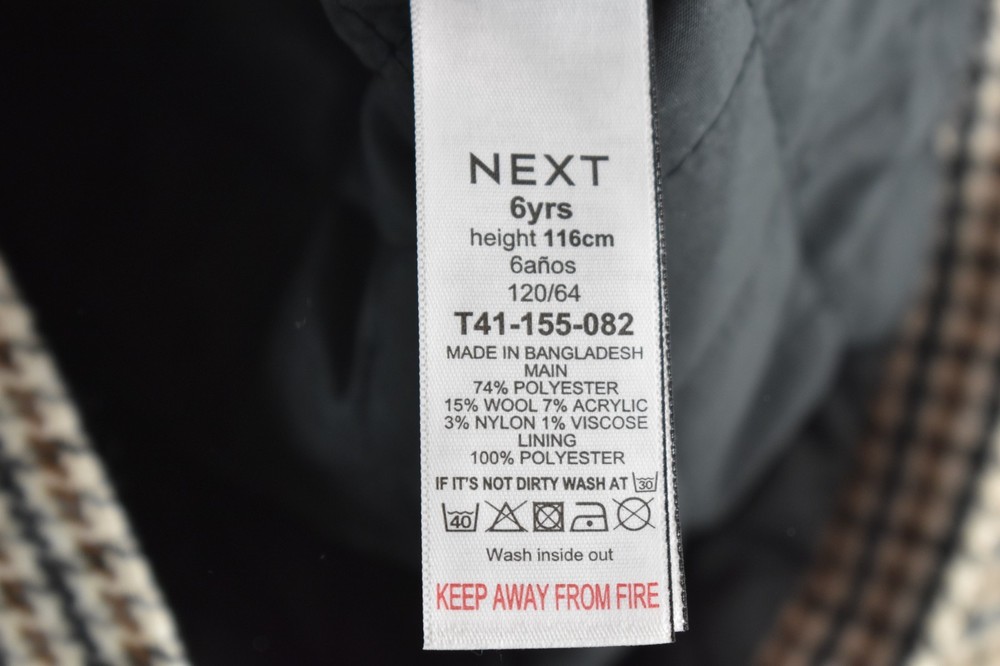 NEXT
6yrs
height 116cm
6años
120/64
T41-155-082
MADE IN BANGLADESH
MAIN
74% POLYESTER
15% WOOL 7% ACRYLIC
3% NYLON 1% VISCOSE
LINING
100% POLYESTER
IF IT'S NOT DIRTY WASH AT 30
40
Wash inside out
KEEP AWAY FROM FIRE